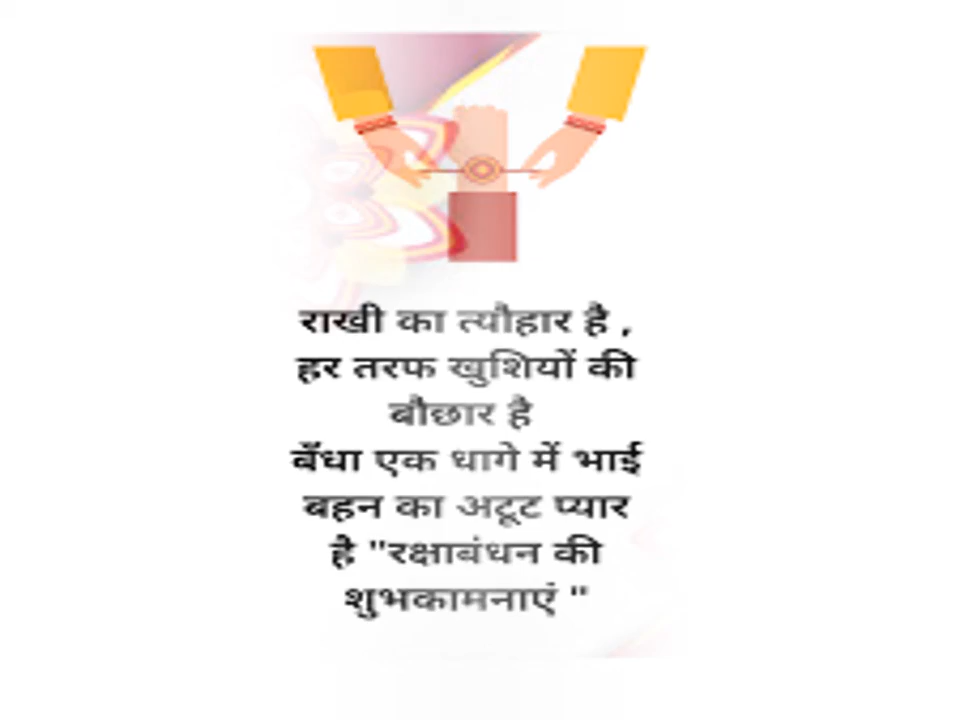 राखी का त्यौहार है ,
हर तरफ खुशियों की
बौछार है
बँधा एक धागे में भाई
बहन का अटूट प्यार
है "रक्षाबंधन की
शुभकामनाएं "